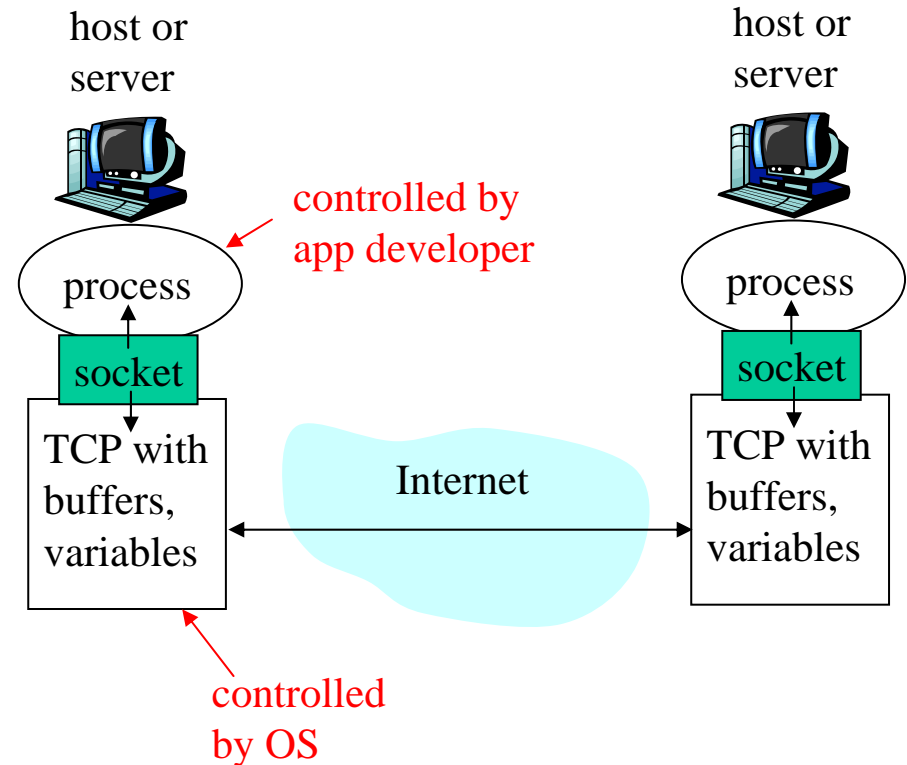 host or
server
host or
server
controlled by
app developer
process
process
socket
socket
TCP with
buffers,
variables
Internet
TCP with
buffers,
variables
controlled
by OS